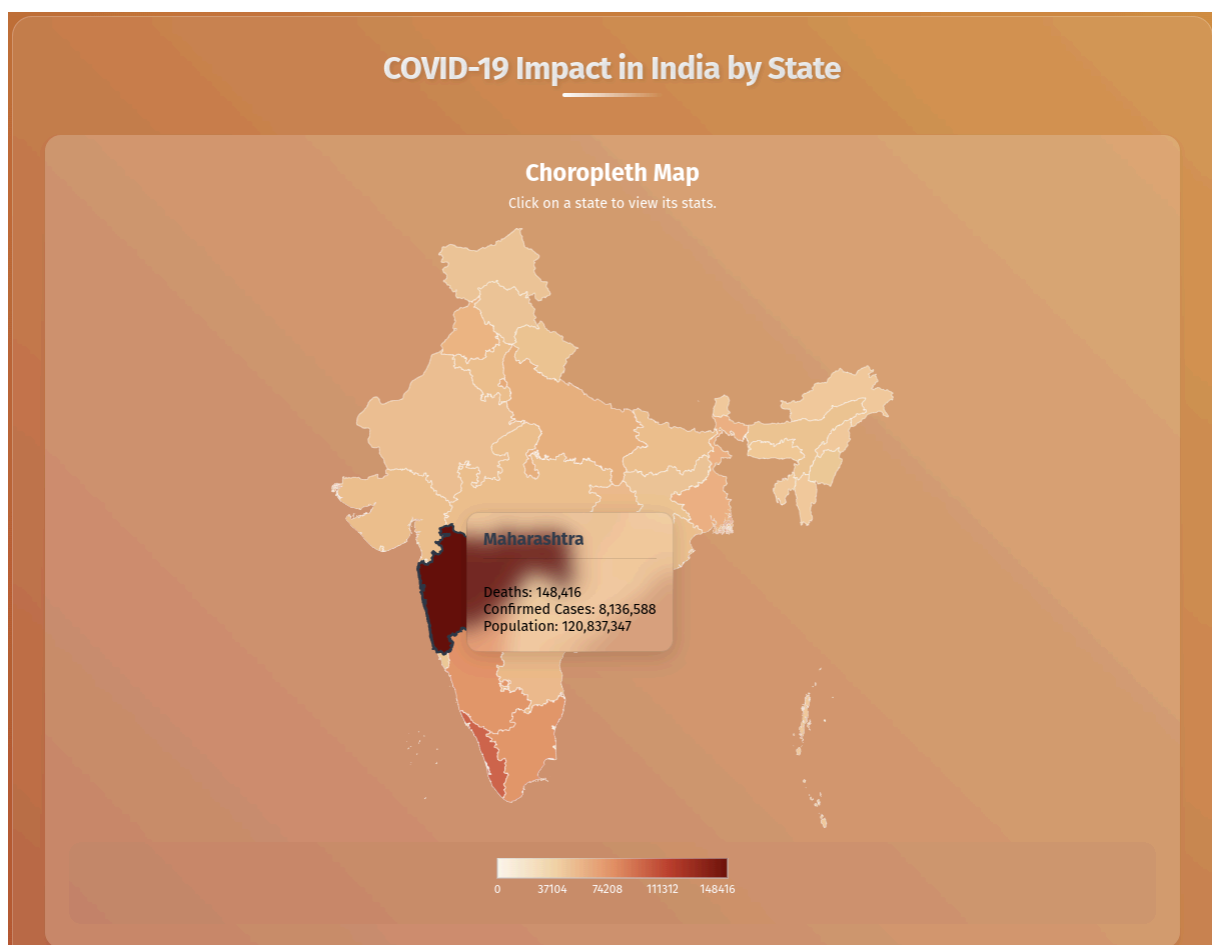 COVID-19 Impact in India by State
Choropleth Map
Click on a state to view its stats.
Maharashtra
Deaths: 148,416
Confirmed Cases: 8,136,588
Population: 120,837,347
0 37104 74208 111312 148416